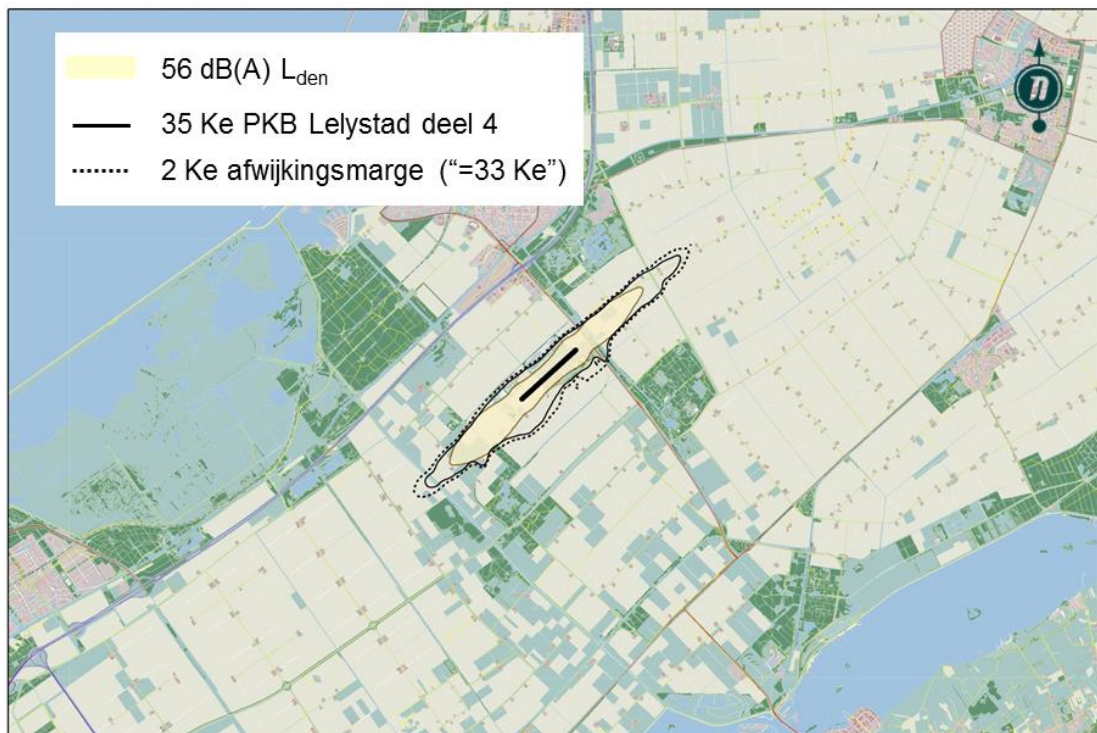 56 dB(A) Lden
35 Ke PKB Lelystad deel 4
2 Ke afwijkingsmarge (“=33 Ke”)